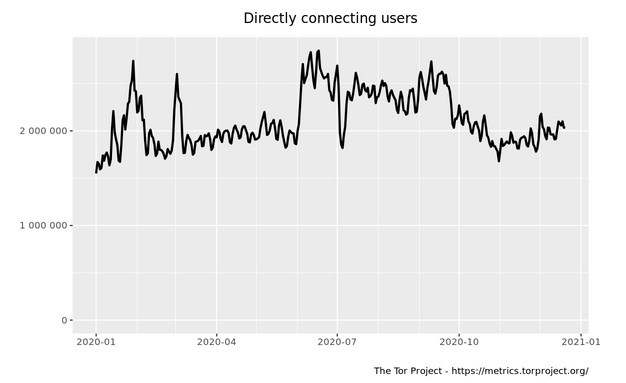 Directly connecting users
2 000 000
1 000 000
0
2020-01
2020-04
2020-07
2020-10
2021-01
The Tor Project - https://metrics.torproject.org/